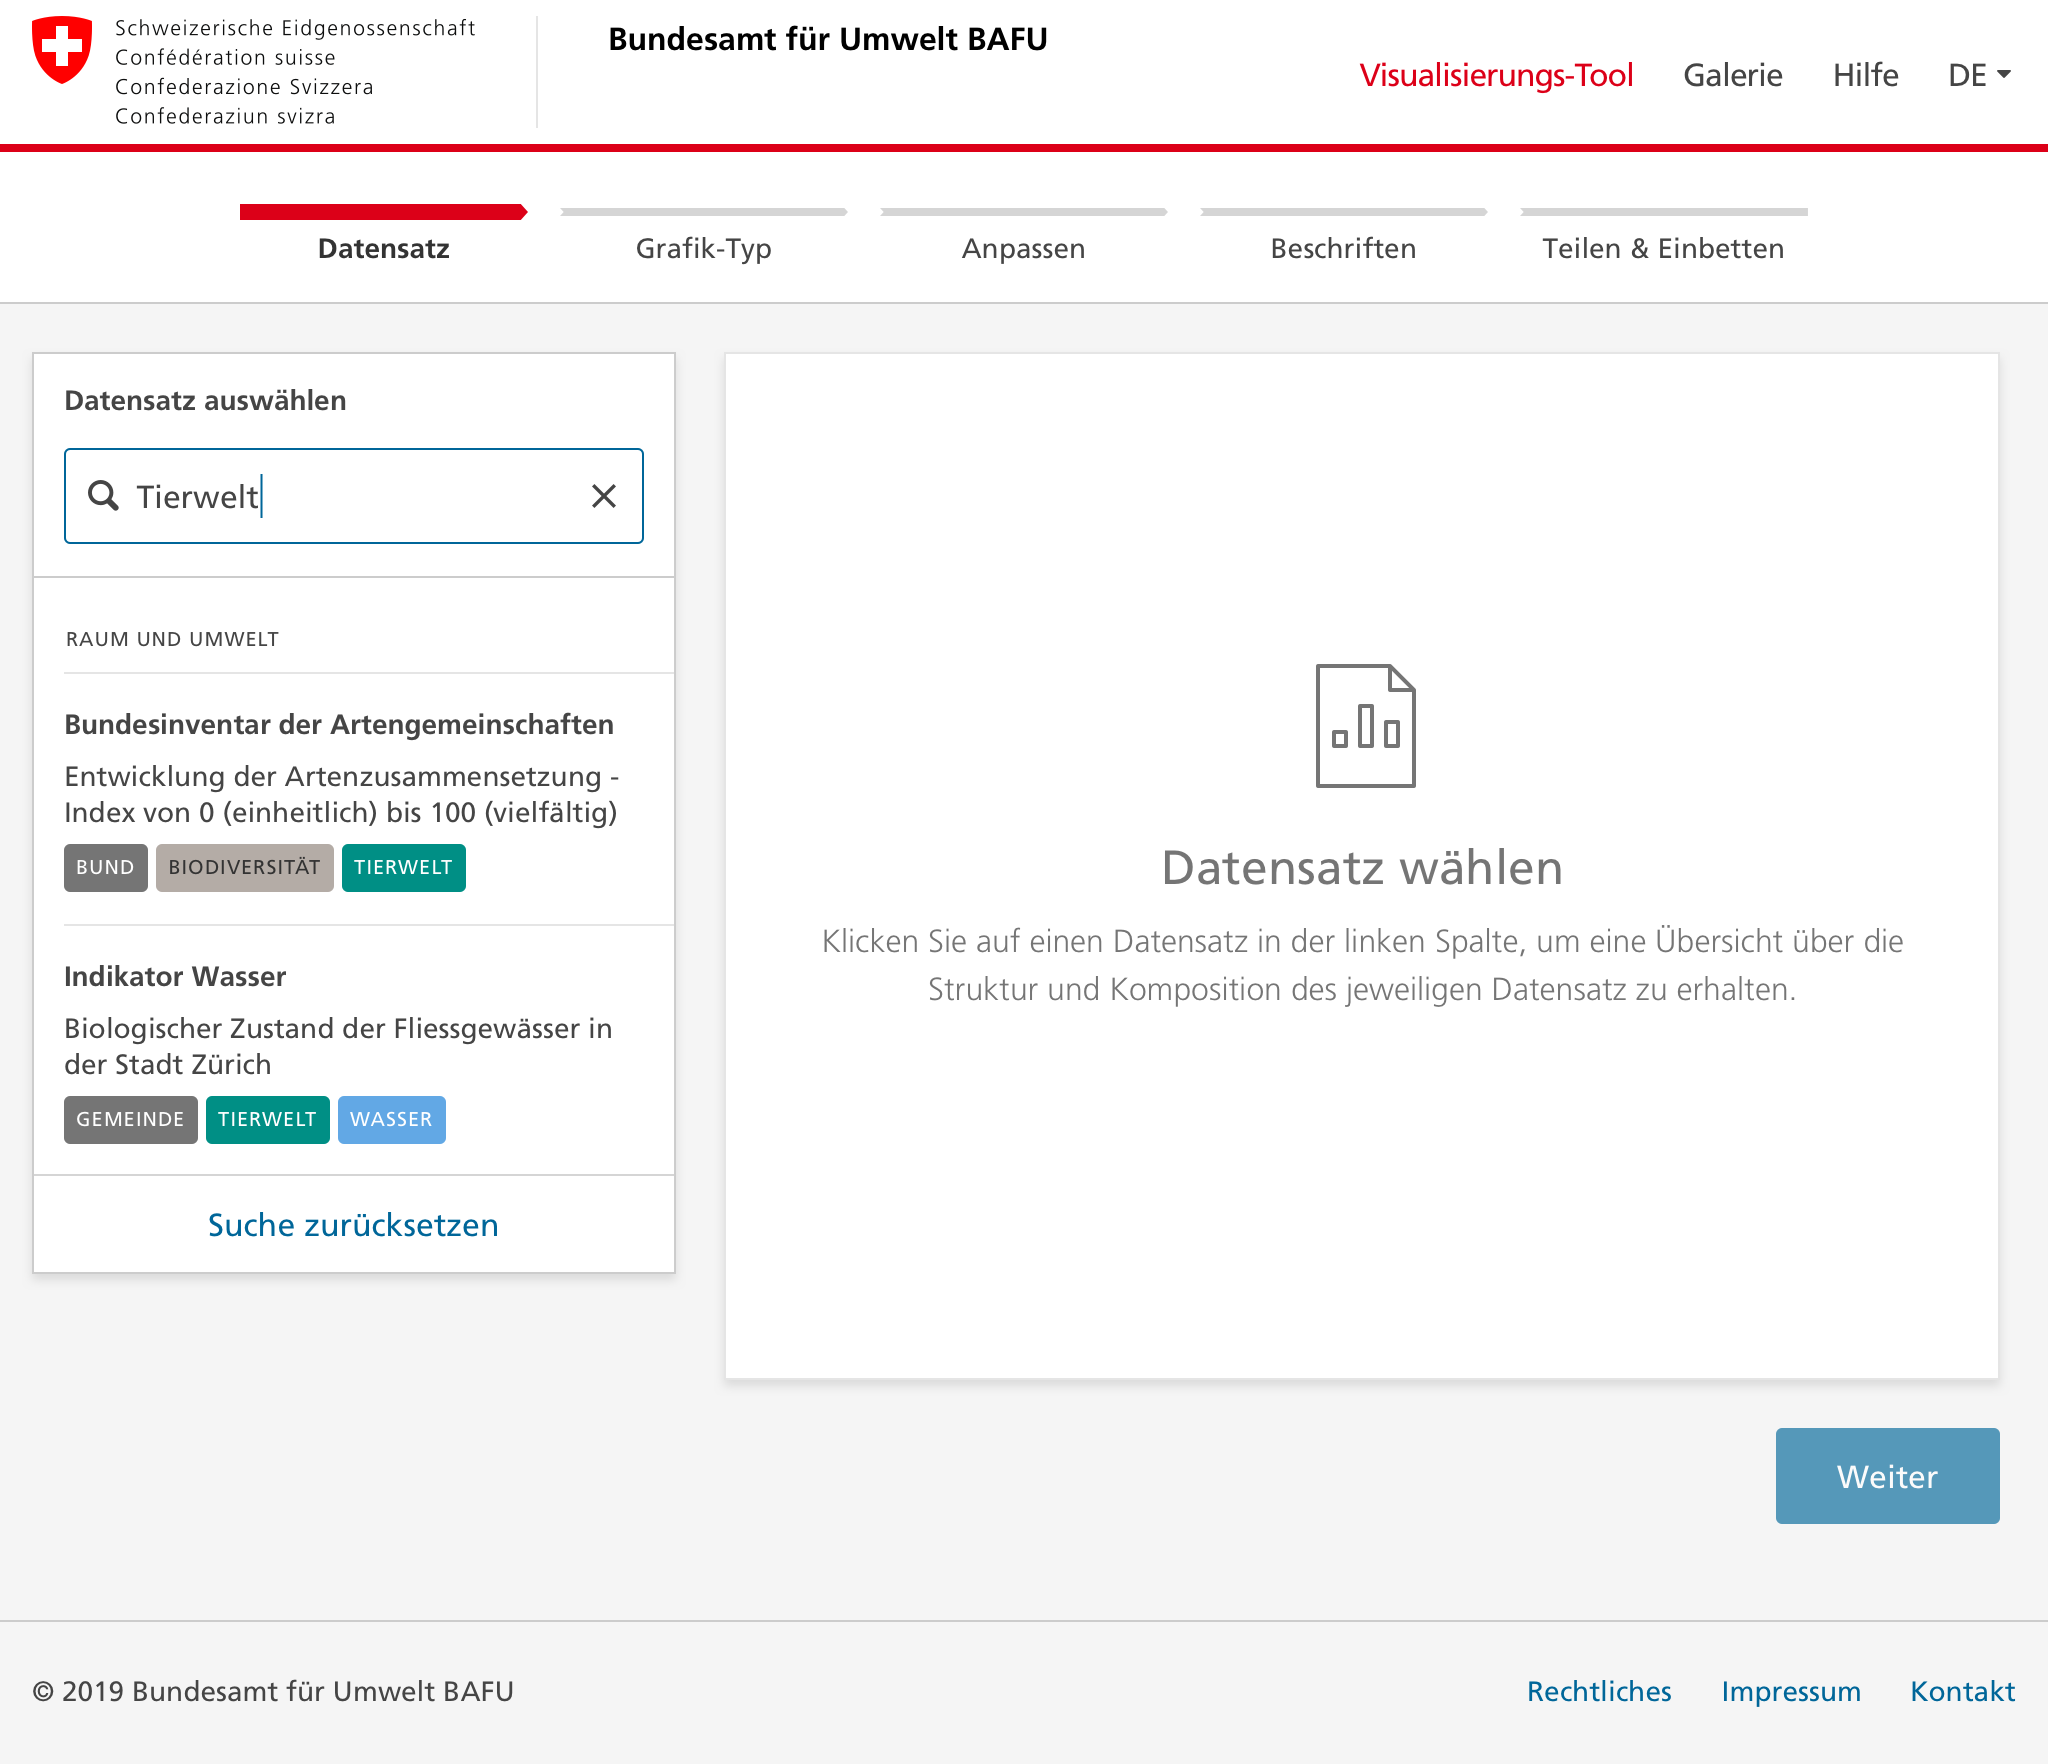 Schweizerische Eidgenossenschaft
Confédération suisse
Confederazione Svizzera
Confederaziun svizra
Bundesamt für Umwelt BAFU
Visualisierungs-Tool
Galerie
Hilfe
DE
Datensatz
Grafik-Typ
Anpassen
Beschriften
Teilen & Einbetten
Datensatz auswählen
Tierwelt
RAUM UND UMWELT
Bundesinventar der Artengemeinschaften
Entwicklung der Artenzusammensetzung -
Index von 0 (einheitlich) bis 100 (vielfältig)
BUND
BIODIVERSITÄT
TIERWELT
Indikator Wasser
Biologischer Zustand der Fliessgewässer in
der Stadt Zürich
GEMEINDE
TIERWELT
WASSER
Suche zurücksetzen
Datensatz wählen
Klicken Sie auf einen Datensatz in der linken Spalte, um eine Übersicht über die
Struktur und Komposition des jeweiligen Datensatz zu erhalten.
Weiter
© 2019 Bundesamt für Umwelt BAFU
Rechtliches
Impressum
Kontakt